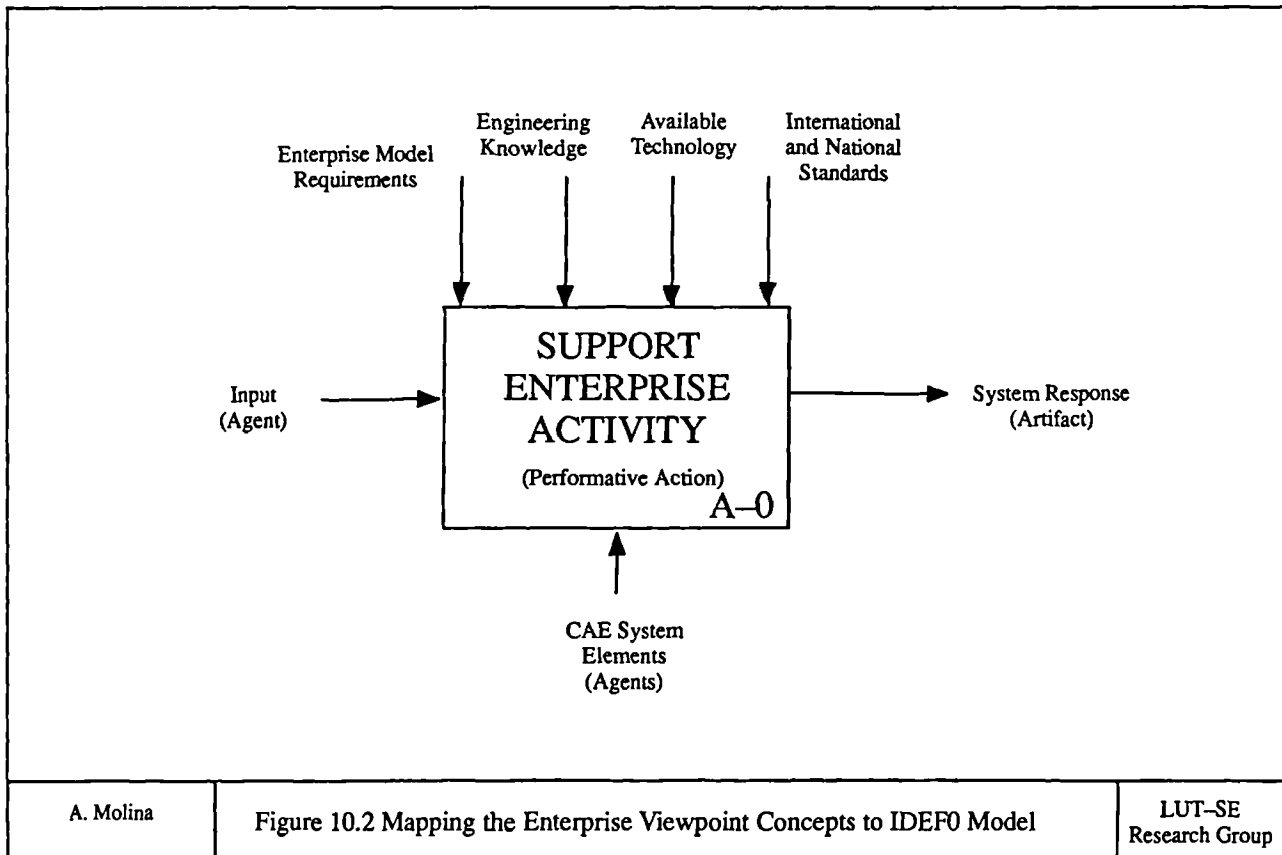 Enterprise Model
Requirements
Engineering
Knowledge
Available
Technology
International
and National
Standards
Input
(Agent)
SUPPORT
ENTERPRISE
ACTIVITY
(Performative Action)
A–0
System Response
(Artifact)
CAE System
Elements
(Agents)
A. Molina
Figure 10.2 Mapping the Enterprise Viewpoint Concepts to IDEF0 Model
LUT–SE
Research Group